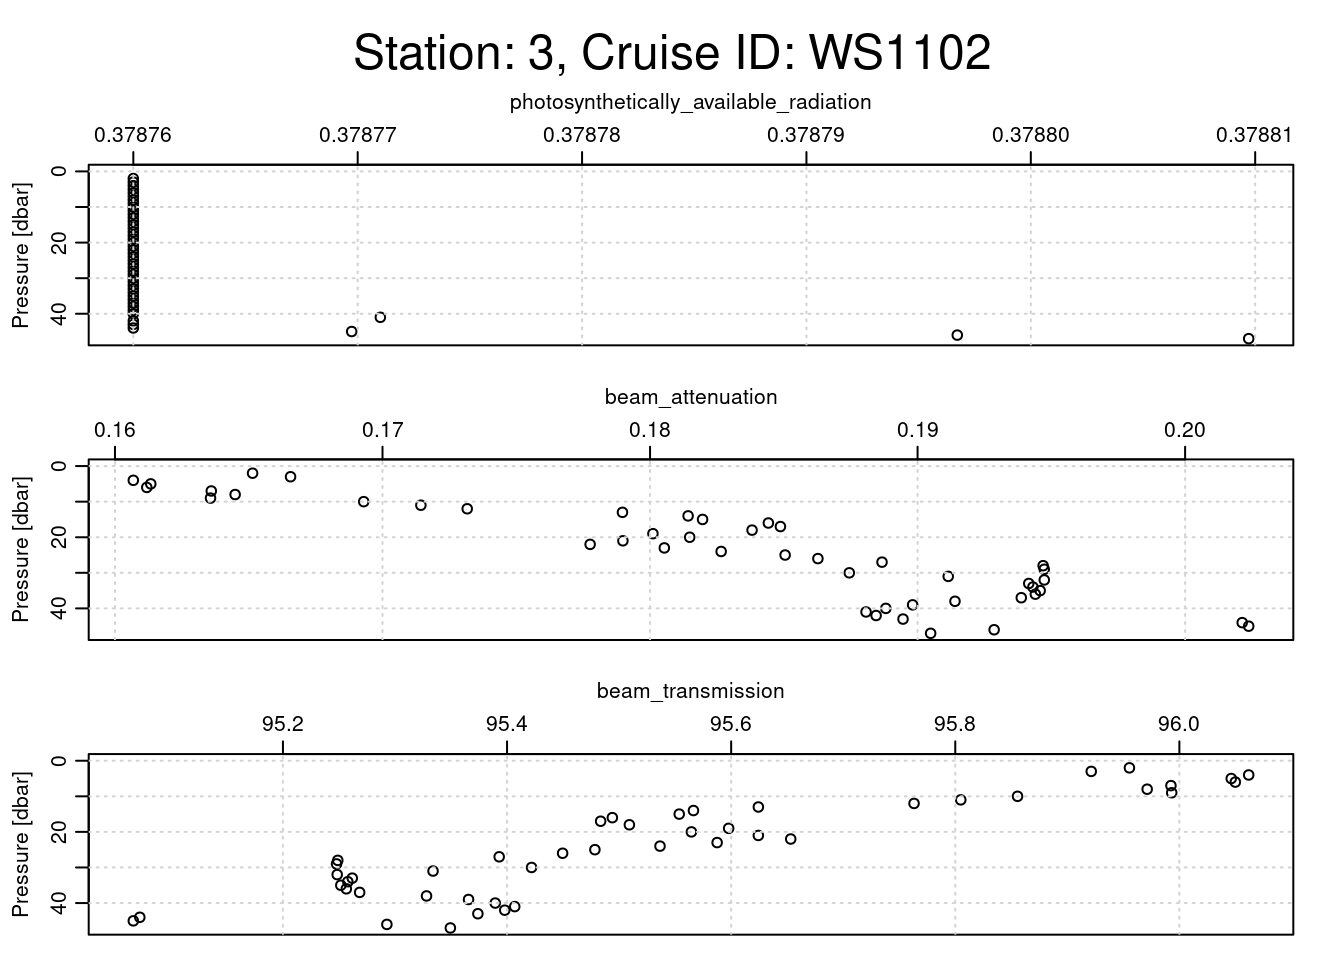 Station: 3, Cruise ID: WS1102
photosynthetically_available_radiation
0.37876 0.37877 0.37878 0.37879 0.37880 0.37881
Pressure [dbar]
0
20
40
beam_attenuation
0.16 0.17 0.18 0.19 0.20
Pressure [dbar]
0
20
40
beam_transmission
95.2 95.4 95.6 95.8 96.0
Pressure [dbar]
0
20
40